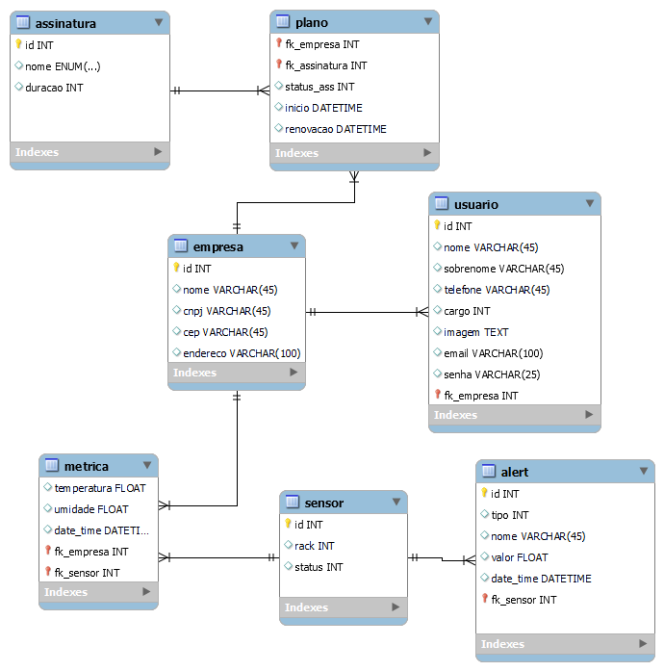 assinatura
id INT
nome ENUM(...)
duracao INT
Indexes
plano
fk_empresa INT
fk_assinatura INT
status_ass INT
inicio DATETIME
renovacao DATETIME
Indexes
empresa
id INT
nome VARCHAR(45)
cnpj VARCHAR(45)
cep VARCHAR(45)
endereco VARCHAR(100)
Indexes
usuario
id INT
nome VARCHAR(45)
sobrenome VARCHAR(45)
telefone VARCHAR(45)
cargo INT
imagem TEXT
email VARCHAR(100)
senha VARCHAR(25)
fk_empresa INT
Indexes
metrica
temperatura FLOAT
umidade FLOAT
date_time DATETI...
fk_empresa INT
fk_sensor INT
Indexes
sensor
id INT
rack INT
status INT
Indexes
alert
id INT
tipo INT
nome VARCHAR(45)
valor FLOAT
date_time DATETIME
fk_sensor INT
Indexes